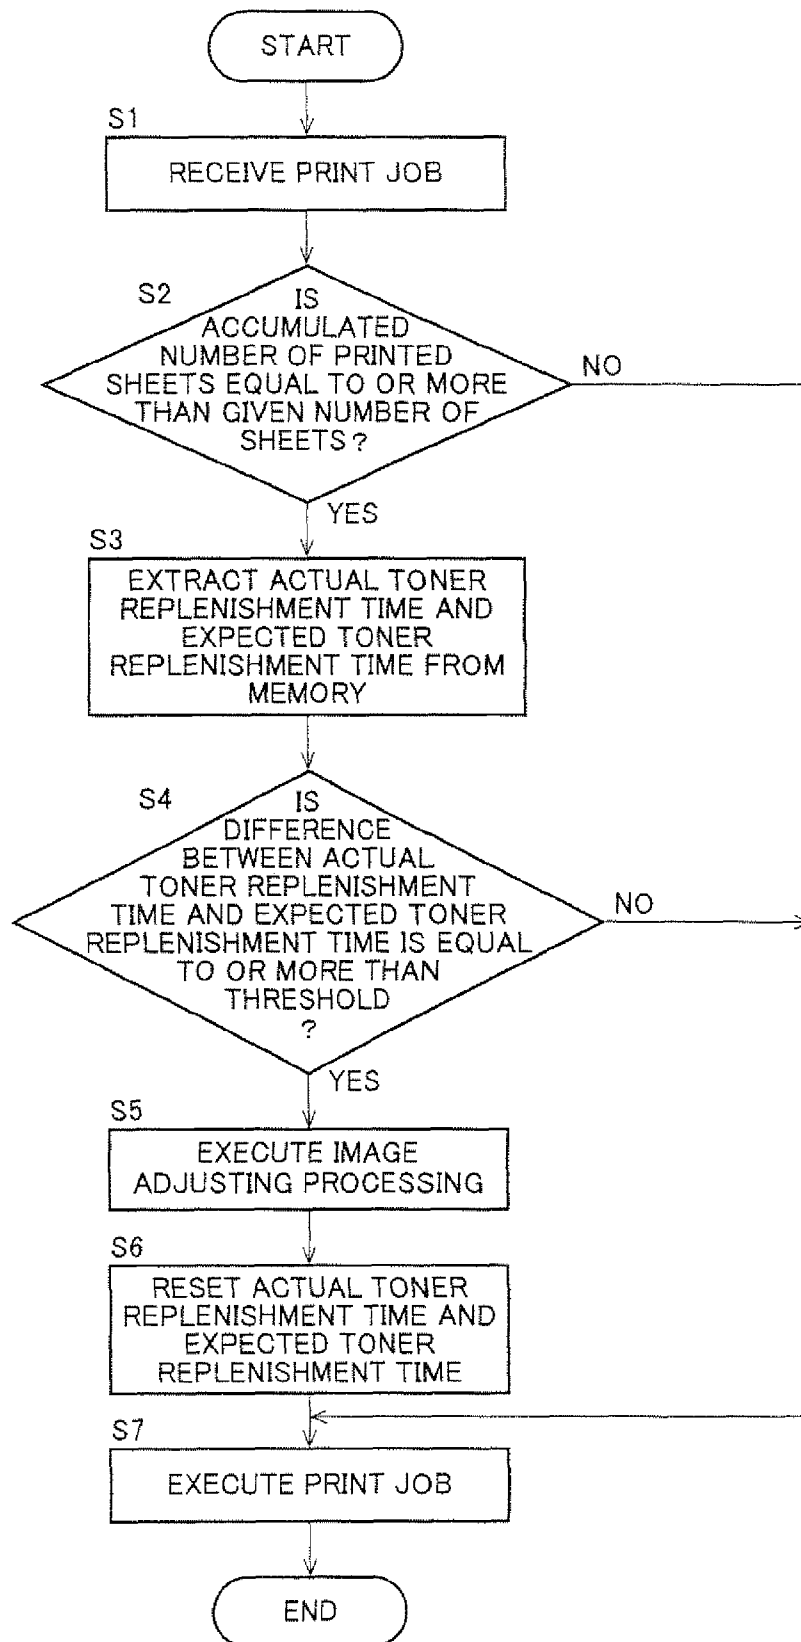 START
S1
RECEIVE PRINT JOB
S2
IS
ACCUMULATED
NUMBER OF PRINTED
SHEETS EQUAL TO OR MORE
THAN GIVEN NUMBER OF
SHEETS?
NO
YES
S3
EXTRACT ACTUAL TONER
REPLENISHMENT TIME AND
EXPECTED TONER
REPLENISHMENT TIME FROM
MEMORY
S4
IS
DIFFERENCE
BETWEEN ACTUAL
TONER REPLENISHMENT
TIME AND EXPECTED TONER
REPLENISHMENT TIME IS EQUAL
TO OR MORE THAN
THRESHOLD
?
NO
YES
S5
EXECUTE IMAGE
ADJUSTING PROCESSING
S6
RESET ACTUAL TONER
REPLENISHMENT TIME AND
EXPECTED TONER
REPLENISHMENT TIME
S7
EXECUTE PRINT JOB
END